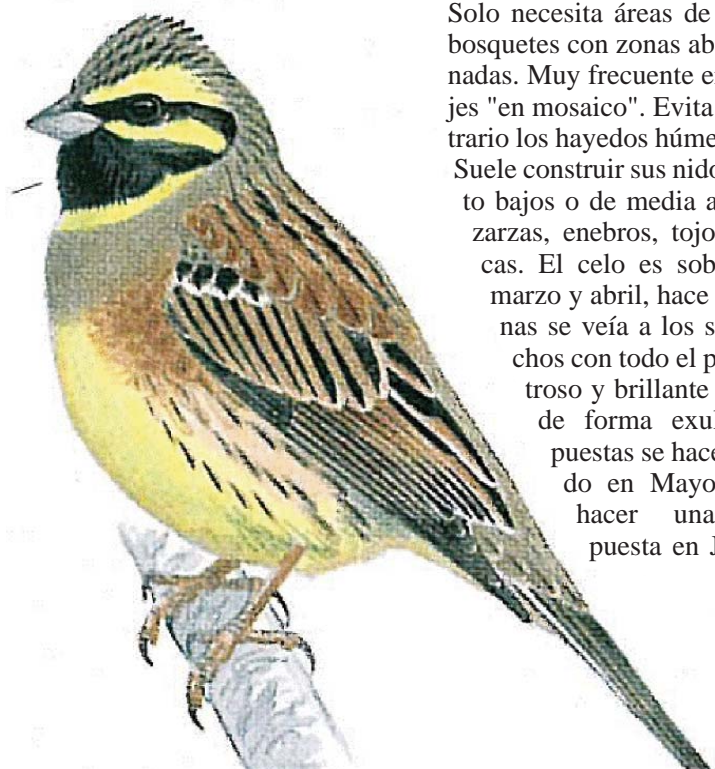 Solo necesita áreas de
bosquetes con zonas ab
nadas. Muy frecuente e
jes "en mosaico". Evita
trario los hayedos húme
Suele construir sus nido
to bajos o de media a
zarzas, enebros, tojo
cas. El celo es sob
marzo y abril, hace
nas se veía a los s
chos con todo el p
troso y brillante
de forma exul
puestas se hace
do en Mayo
hacer una
puesta en J